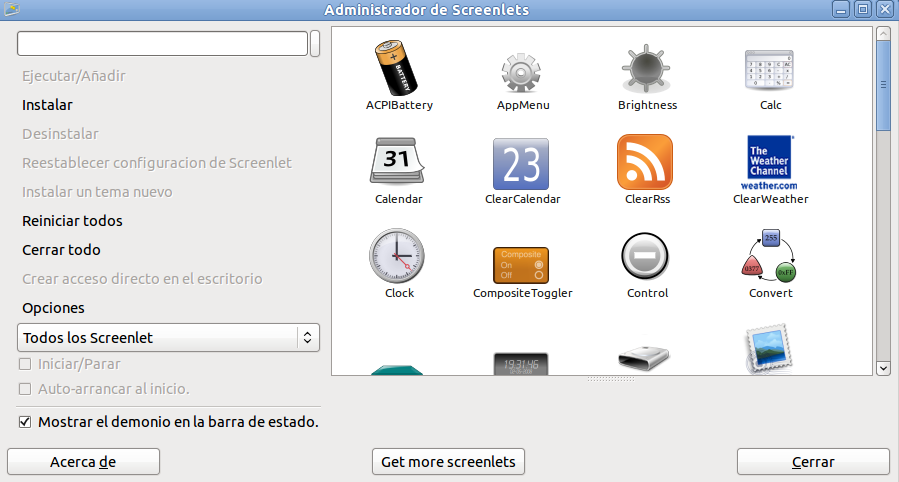 Administrador de Screenlets
Ejecutar/Añadir
Instalar
Desinstalar
Reestablecer configuracion de Screenlet
Instalar un tema nuevo
Reiniciar todos
Cerrar todo
Crear acceso directo en el escritorio
Opciones
Todos los Screenlet
Iniciar/Parar
Auto-arrancar al inicio.
Mostrar el demonio en la barra de estado.
BATTERY
ACPIBattery
AppMenu
Brightness
Calc
31
Calendar
23
ClearCalendar
ClearRss
The
Weather
Channel
weather.com
ClearWeather
Clock
Composite
On
Off
CompositeToggler
Control
255
0377
0xFF
Convert
19:31:46
Acerca de
Get more screenlets
Cerrar